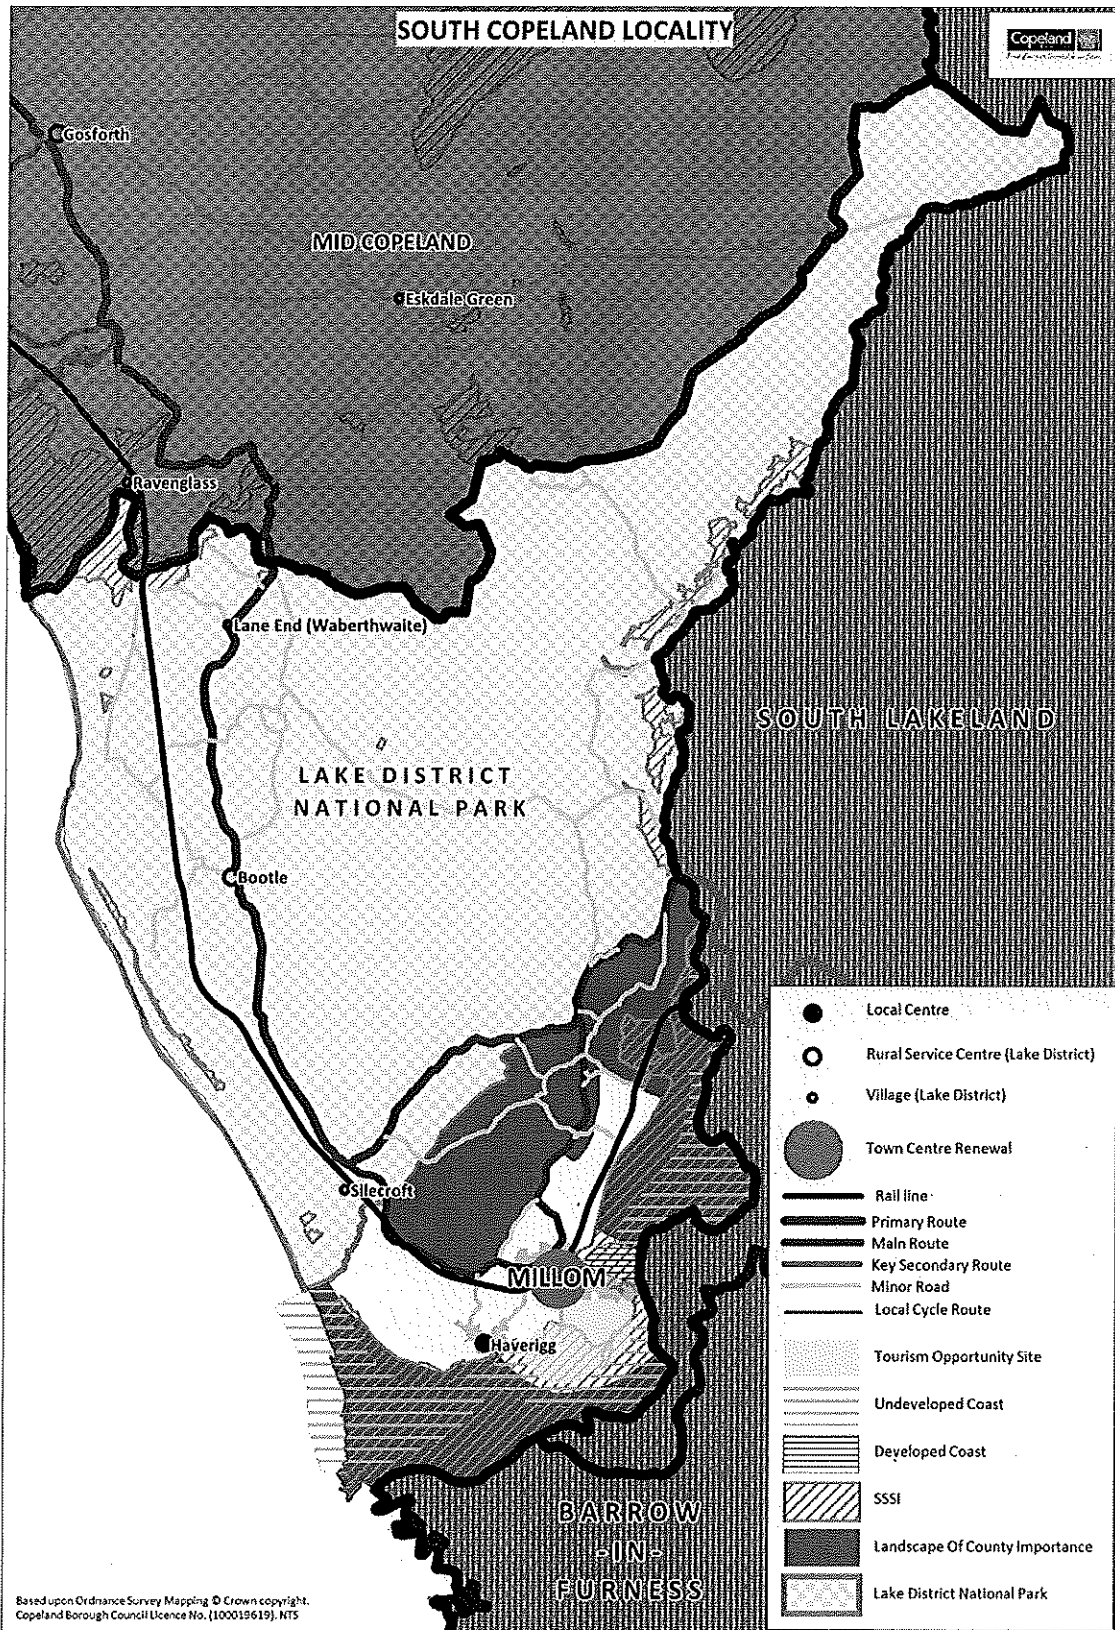 SOUTH COPELAND LOCALITY
Copeland
Gosforth
MID COPELAND
Eskdale Green
Ravenglass
Lane End (Waberthwaite)
SOUTH LAKELAND
LAKE DISTRICT
NATIONAL PARK
Bootle
Silecroft
MILLOM
Haverigg
BARROW
-IN-
FURNESS
Local Centre
Rural Service Centre (Lake District)
Village (Lake District)
Town Centre Renewal
Rail line
Primary Route
Main Route
Key Secondary Route
Minor Road
Local Cycle Route
Tourism Opportunity Site
Undeveloped Coast
Developed Coast
SSSI
Landscape Of County Importance
Lake District National Park
Based upon Ordnance Survey Mapping © Crown copyright.
Copeland Borough Council Licence No. (100019619). NTS